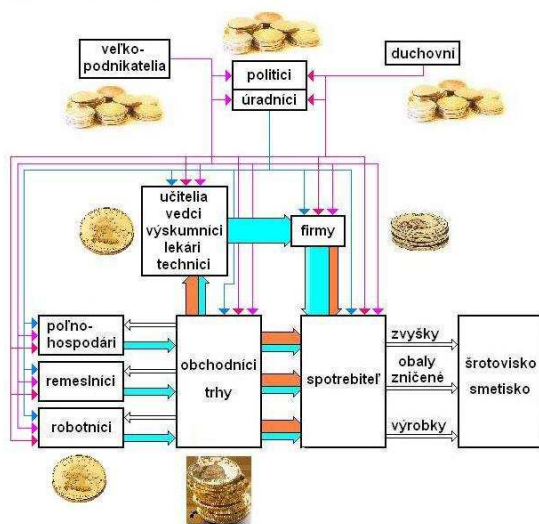 veľko-
podnikatelia
politici
úradníci
duchovní
učitelia
vedci
výskumníci
lekári
technici
firmy
poľno-
hospodári
remeslníci
robotníci
obchodníci
trhy
spotrebiteľ
zvyšky
obaly
zničené
výrobky
šrotovisko
smetisko